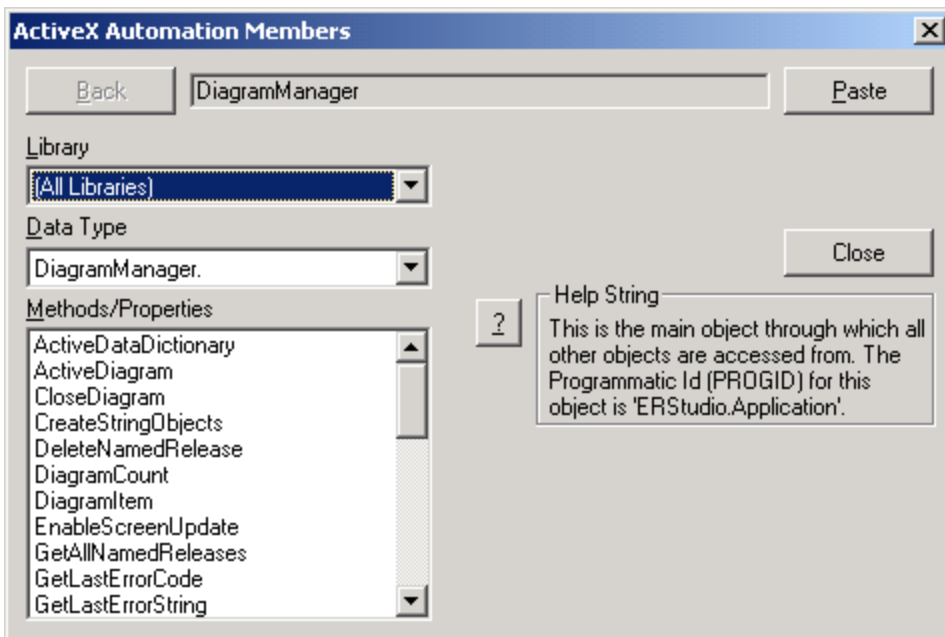 ActiveX Automation Members
Back
DiagramManager
Paste
Library
(All Libraries)
Data Type
DiagramManager.
Close
Methods/Properties
ActiveDataDictionary
ActiveDiagram
CloseDiagram
CreateStringObjects
DeleteNamedRelease
DiagramCount
DiagramItem
EnableScreenUpdate
GetAllNamedReleases
GetLastErrorCode
GetLastErrorString
?
Help String
This is the main object through which all
other objects are accessed from. The
Programmatic Id (PROGID) for this
object is 'ERStudio.Application'.